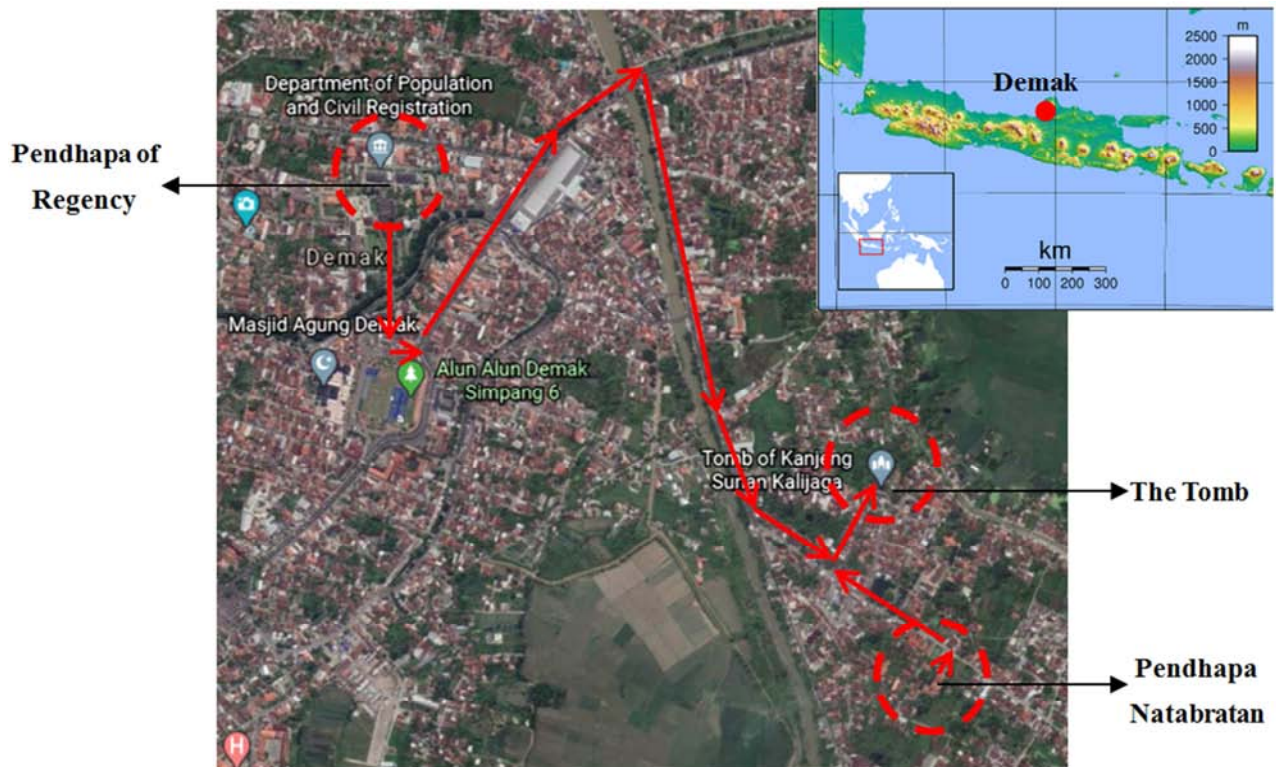 Department of Population
and Civil Registration
Pendhapa of
Regency
Demak
Masjid Agung Demak
Alun Alun Demak
Simpang 6
Tomb of Kanjeng
Sunan Kalijaga
The Tomb
Pendhapa
Natabratan
H
Demak
m
2500
2000
1500
1000
500
0
km
0 100 200 300